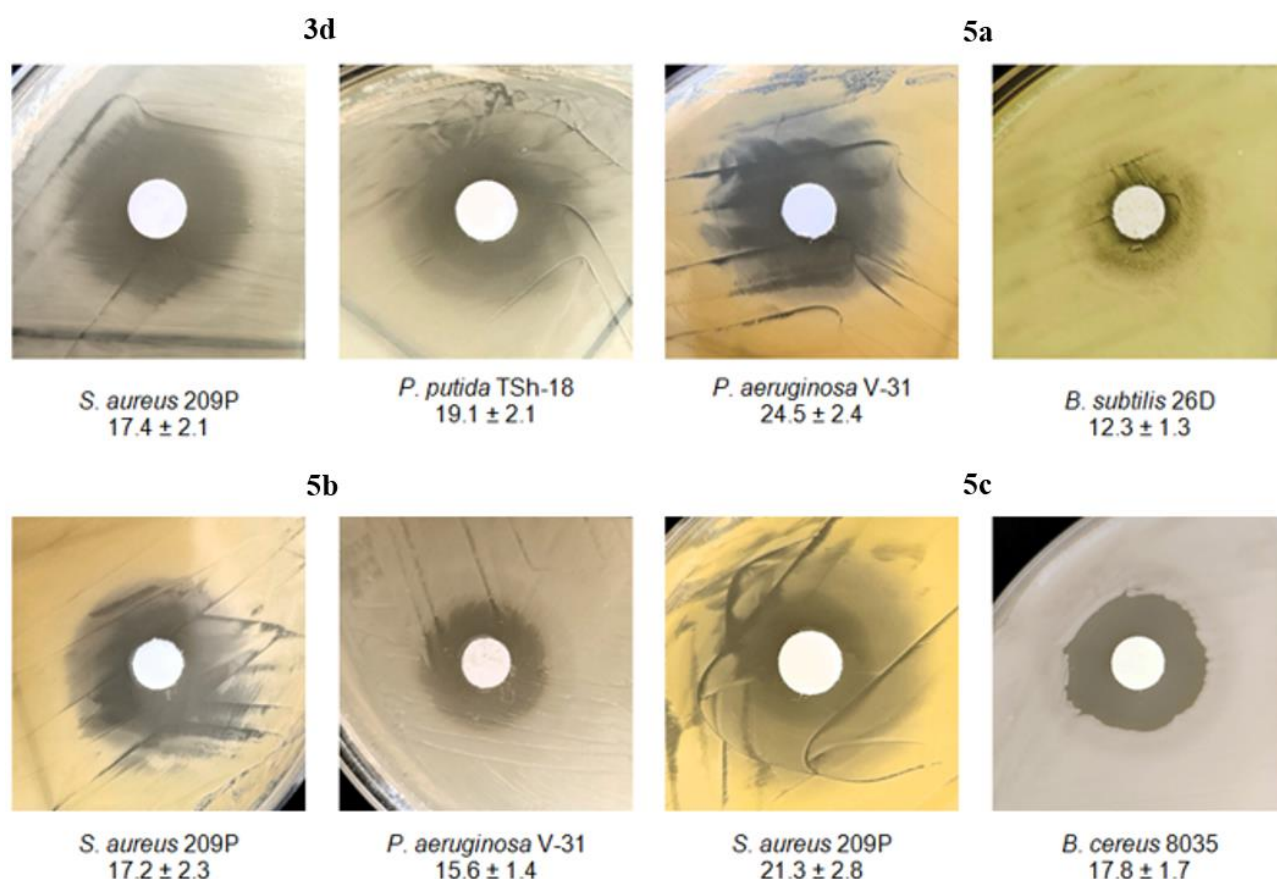 3d
5a
S. aureus 209P
17.4 ± 2.1
P. putida TSh-18
19.1 ± 2.1
P. aeruginosa V-31
24.5 ± 2.4
B. subtilis 26D
12.3 ± 1.3
5b
5c
S. aureus 209P
17.2 ± 2.3
P. aeruginosa V-31
15.6 ± 1.4
S. aureus 209P
21.3 ± 2.8
B. cereus 8035
17.8 ± 1.7